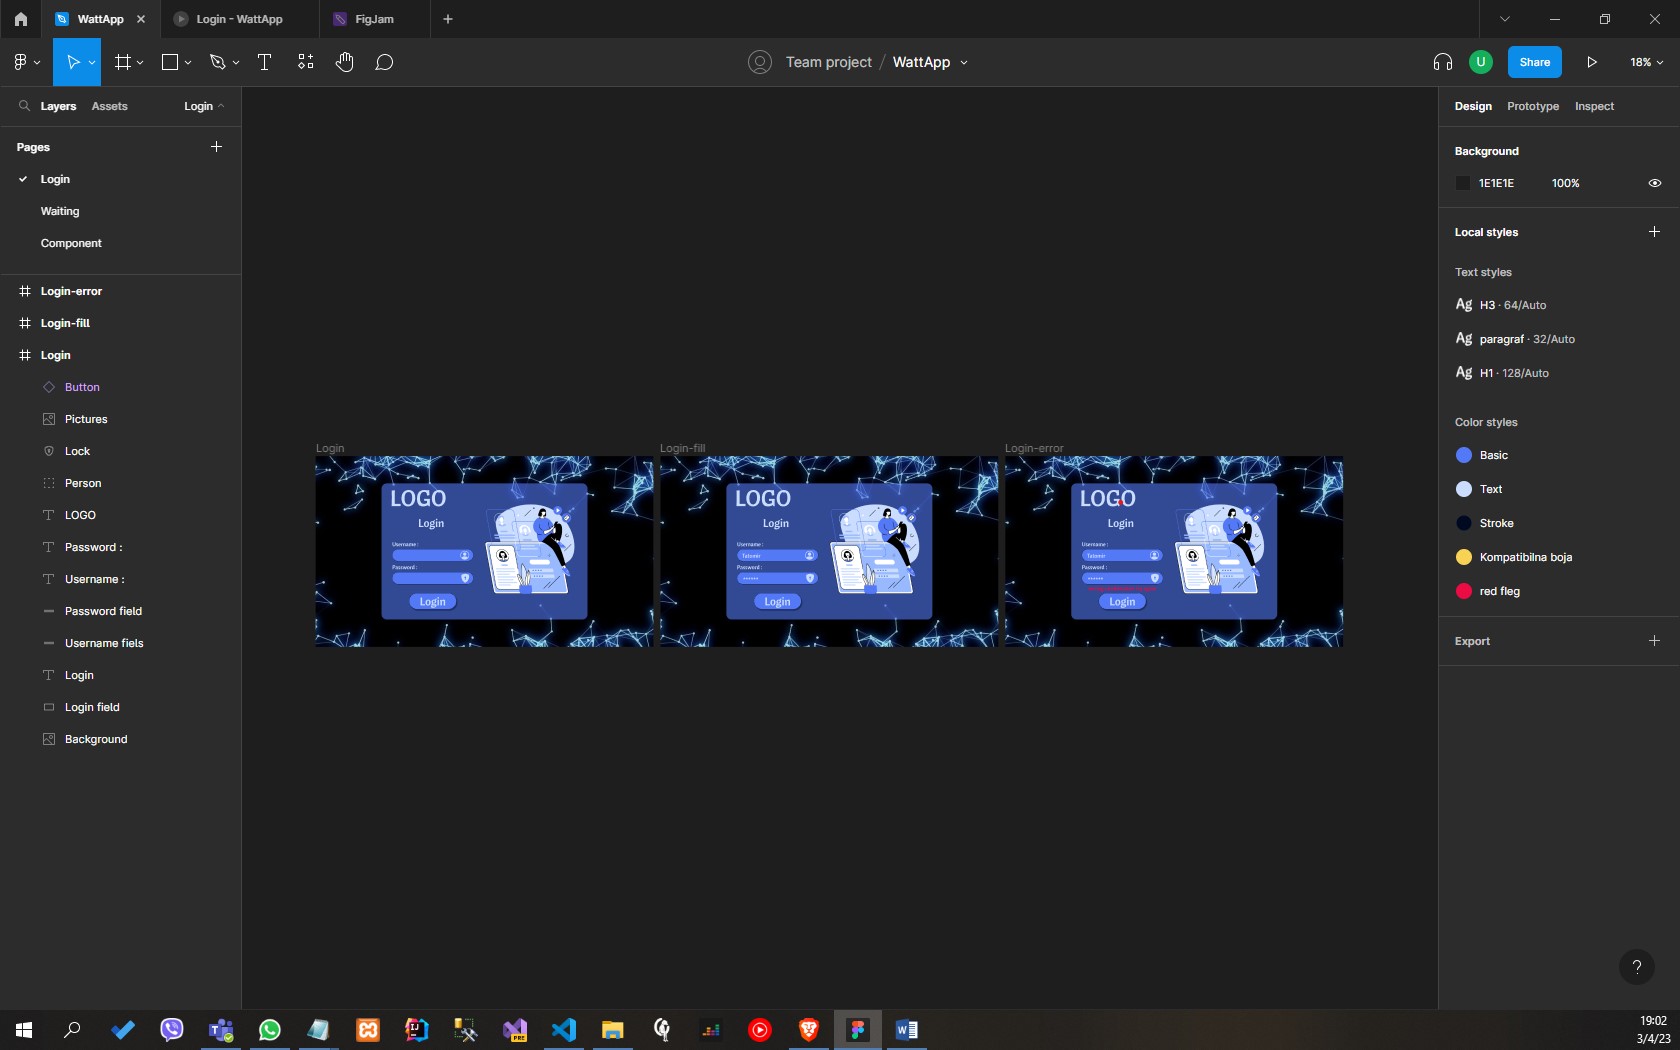 WattApp
Login - WattApp
FigJam
Team project / WattApp
U
Share
18%
Layers
Assets
Login
Design
Prototype
Inspect
Pages
Login
Waiting
Component
Login-error
Login-fill
Login
Button
Pictures
Lock
Person
LOGO
Password :
Username :
Password field
Username fiels
Login
Login field
Background
Login
LOGO
Login
Username :
Password :
Login
Login-fill
LOGO
Login
Username :
Password :
Login
Login-error
LOGO
Login
Username :
Password :
Login
Background
1E1E1E
100%
Local styles
Text styles
Ag H3 · 64/Auto
Ag paragraf · 32/Auto
Ag H1 · 128/Auto
Color styles
Basic
Text
Stroke
Kompatibilna boja
red fleg
Export
?
PRE
19:02
3/4/23